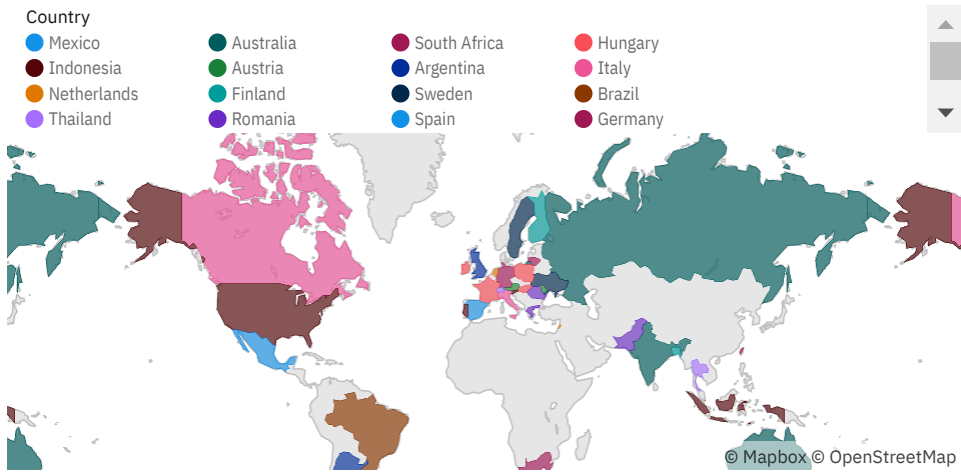 Country
Mexico Australia South Africa Hungary
Indonesia Austria Argentina Italy
Netherlands Finland Sweden Brazil
Thailand Romania Spain Germany
© Mapbox © OpenStreetMap